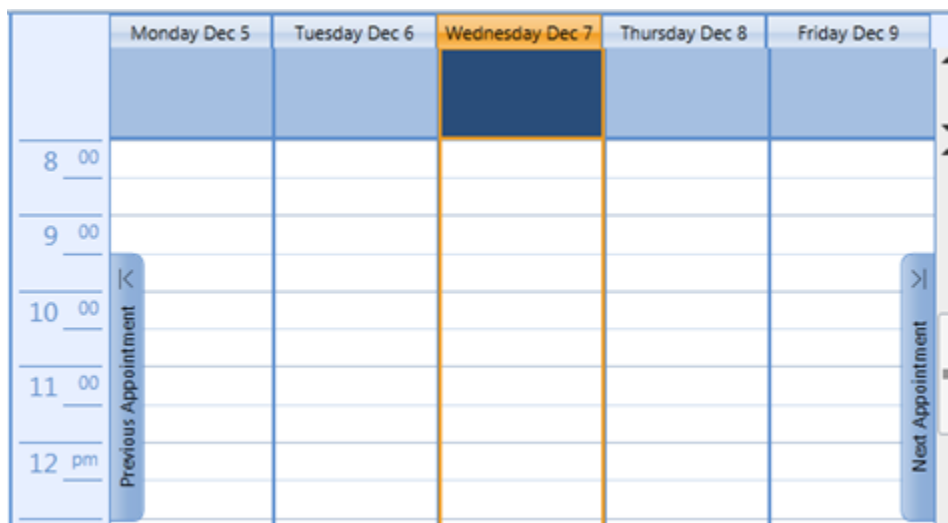 Monday Dec 5
Tuesday Dec 6
Wednesday Dec 7
Thursday Dec 8
Friday Dec 9
8 00
9 00
10 00
11 00
12 pm
Previous Appointment
Next Appointment